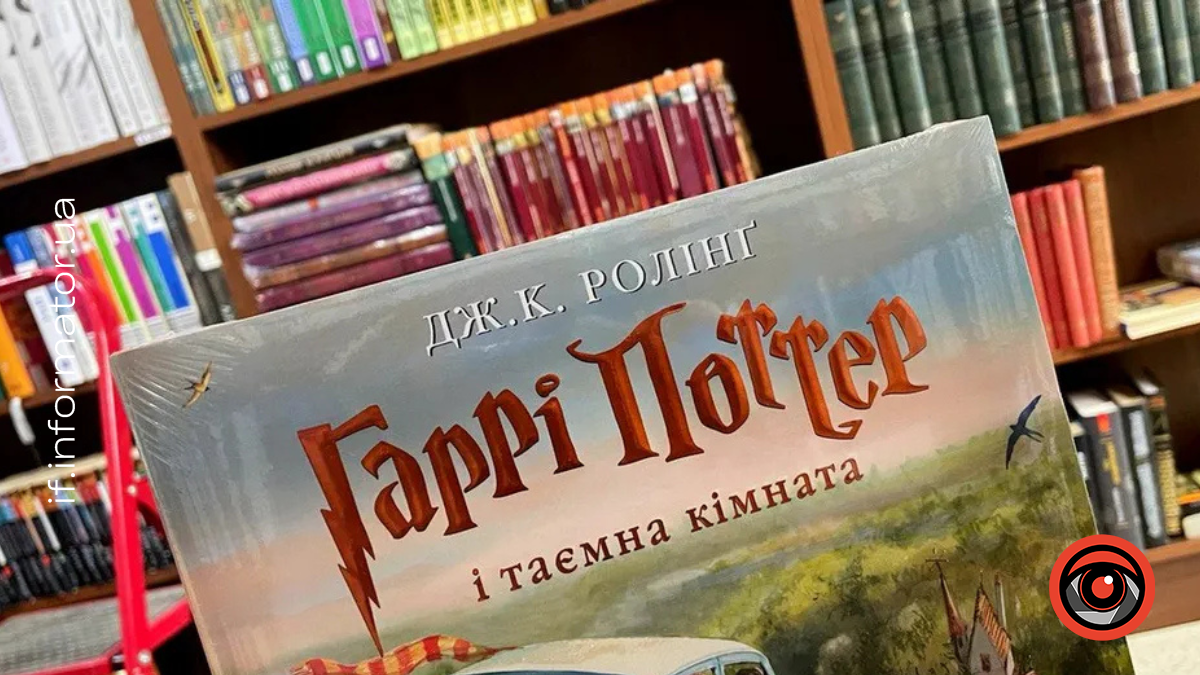 if.informator.ua
ДЖ.К. РОЛІНҐ
Гаррі Поттер
і таємна кімната